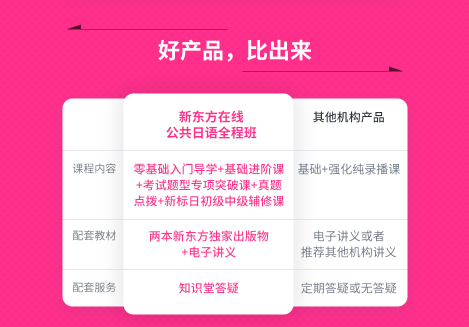 好产品，比出来
新东方在线
公共日语全程班
其他机构产品
课程内容
零基础入门导学+基础进阶课
+考试题型专项突破课+真题
点拨+新标日初级中级辅修课
基础+强化纯录播课
配套教材
两本新东方独家出版物
+电子讲义
电子讲义或者
推荐其他机构讲义
配套服务
知识堂答疑
定期答疑或无答疑